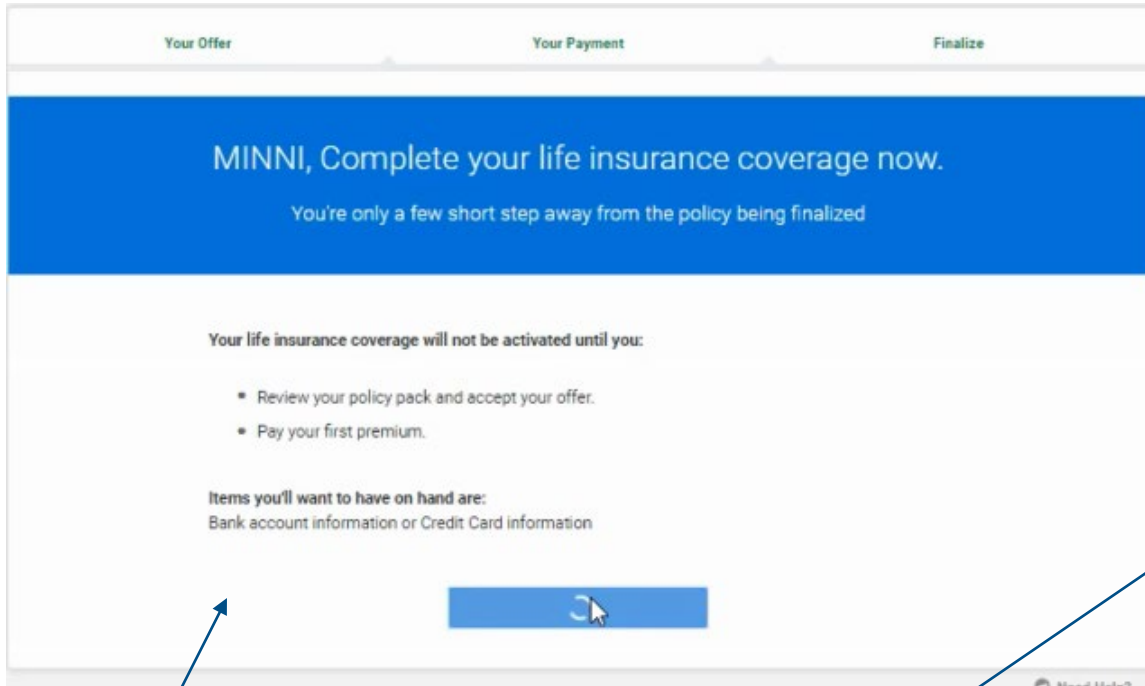 Your Offer Your Payment Finalize
MINNI, Complete your life insurance coverage now.
You're only a few short step away from the policy being finalized
Your life insurance coverage will not be activated until you:
▪ Review your policy pack and accept your offer.
▪ Pay your first premium.
Items you'll want to have on hand are:
Bank account information or Credit Card information
Need Help?